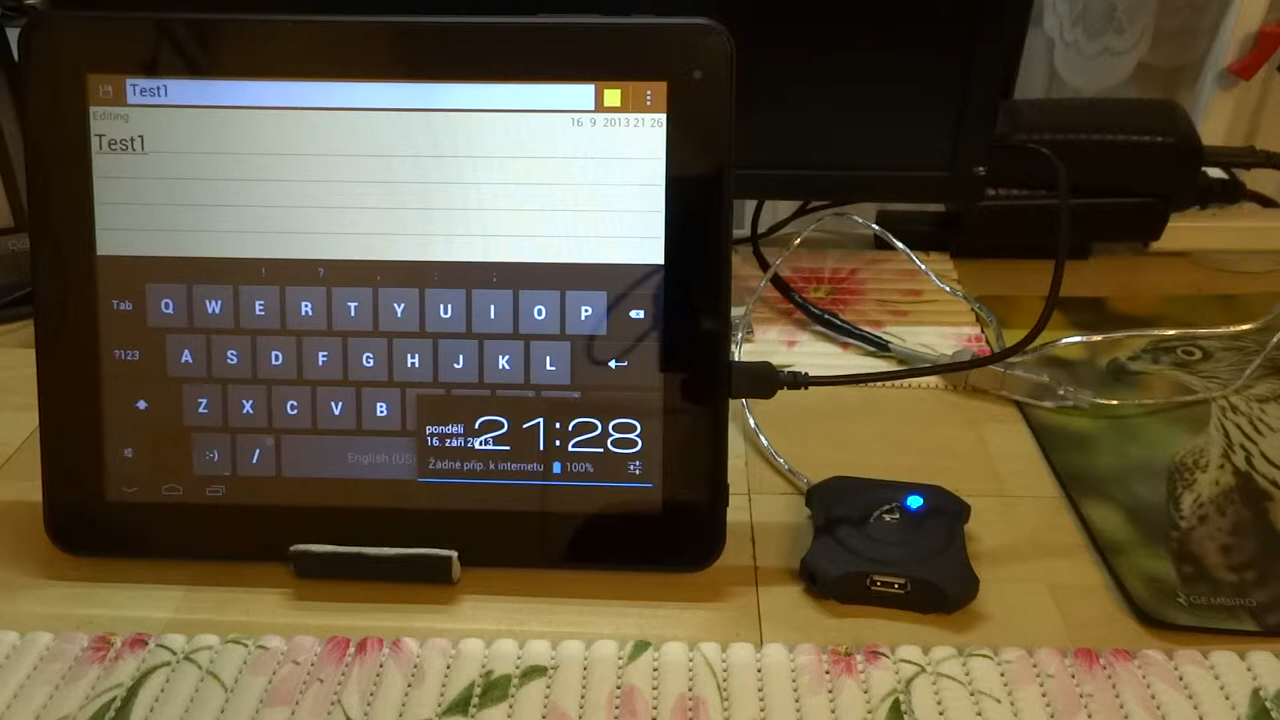 Test1
Editing
16 9 2013 21 26
Test1
! ? , : ;
Tab Q W E R T Y U I O P
?123 A S D F G H J K L
Z X C V B
:-) / English (US
pondělí
16. září 2013
21:28
Žádné přip. k internetu 100%
GEMBIRD